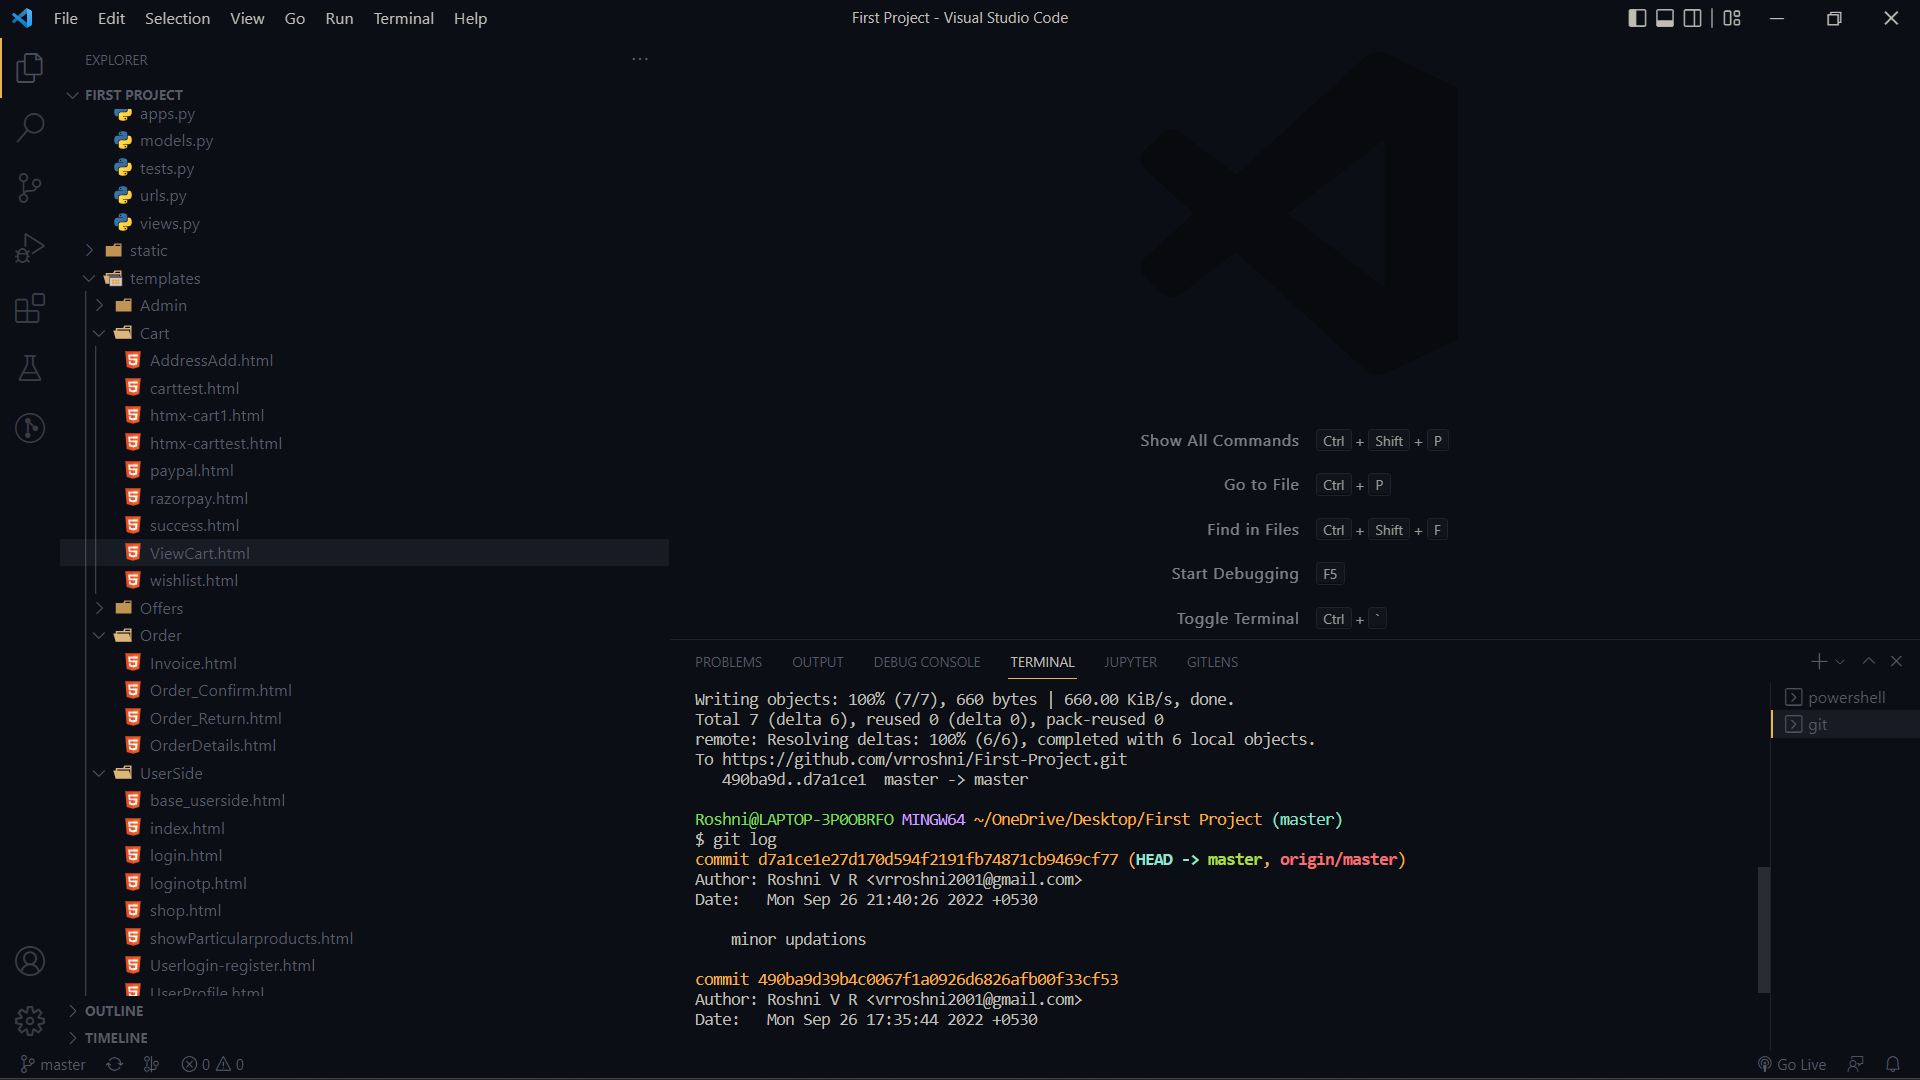 File Edit Selection View Go Run Terminal Help
First Project - Visual Studio Code
EXPLORER
FIRST PROJECT
apps.py
models.py
tests.py
urls.py
views.py
static
templates
Admin
Cart
AddressAdd.html
carttest.html
htmx-cart1.html
htmx-carttest.html
paypal.html
razorpay.html
success.html
ViewCart.html
wishlist.html
Offers
Order
Invoice.html
Order_Confirm.html
Order_Return.html
OrderDetails.html
UserSide
base_userside.html
index.html
login.html
loginotp.html
shop.html
showParticularproducts.html
Userlogin-register.html
UserProfile.html
OUTLINE
TIMELINE
Show All Commands Ctrl + Shift + P
Go to File Ctrl + P
Find in Files Ctrl + Shift + F
Start Debugging F5
Toggle Terminal Ctrl + `
PROBLEMS OUTPUT DEBUG CONSOLE TERMINAL JUPYTER GITLENS
Writing objects: 100% (7/7), 660 bytes | 660.00 KiB/s, done.
Total 7 (delta 6), reused 0 (delta 0), pack-reused 0
remote: Resolving deltas: 100% (6/6), completed with 6 local objects.
To https://github.com/vrroshni/First-Project.git
490ba9d..d7a1ce1 master -> master
Roshni@LAPTOP-3P0OBRFO MINGW64 ~/OneDrive/Desktop/First Project (master)
$ git log
commit d7a1ce1e27d170d594f2191fb74871cb9469cf77 (HEAD -> master, origin/master)
Author: Roshni V R <vrroshni2001@gmail.com>
Date: Mon Sep 26 21:40:26 2022 +0530
minor updations
commit 490ba9d39b4c0067f1a0926d6826afb00f33cf53
Author: Roshni V R <vrroshni2001@gmail.com>
Date: Mon Sep 26 17:35:44 2022 +0530
powershell
git
master 0 0 Go Live